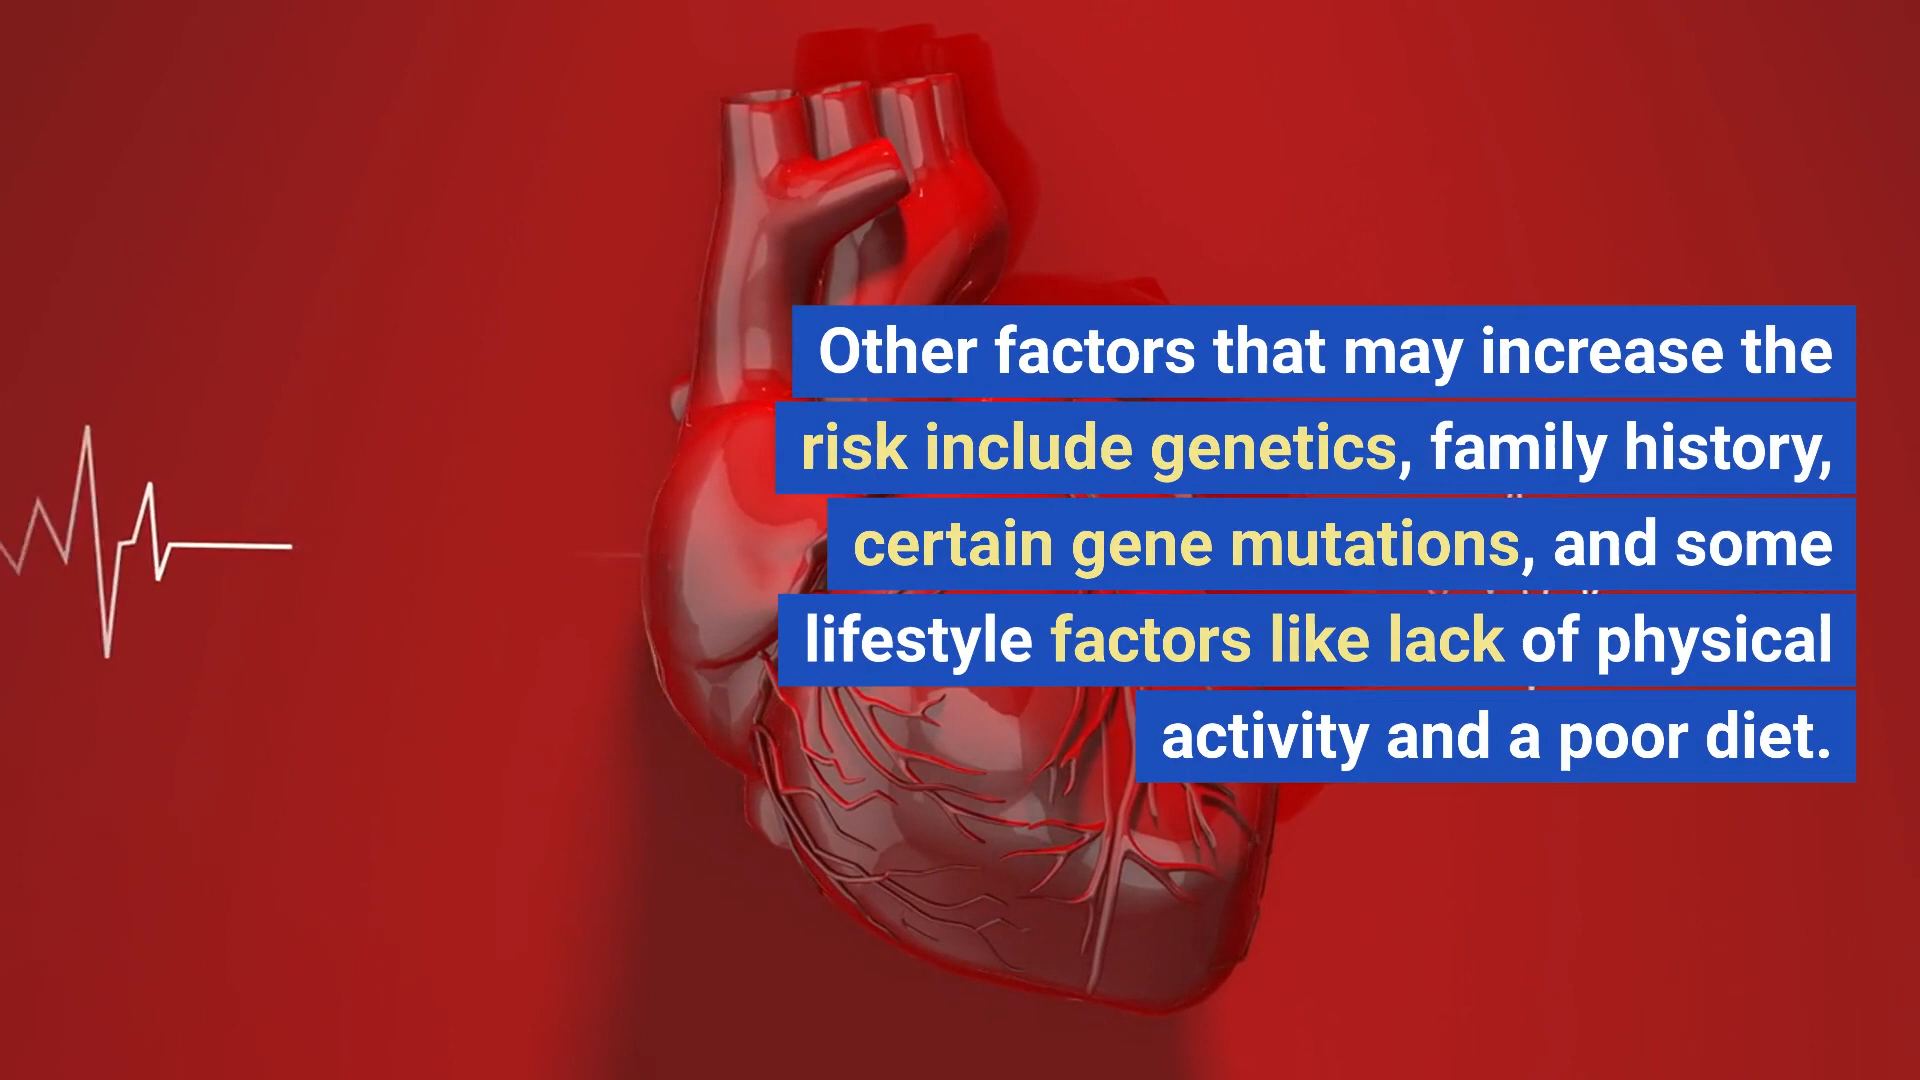 Other factors that may increase the
risk include genetics, family history,
certain gene mutations, and some
lifestyle factors like lack of physical
activity and a poor diet.